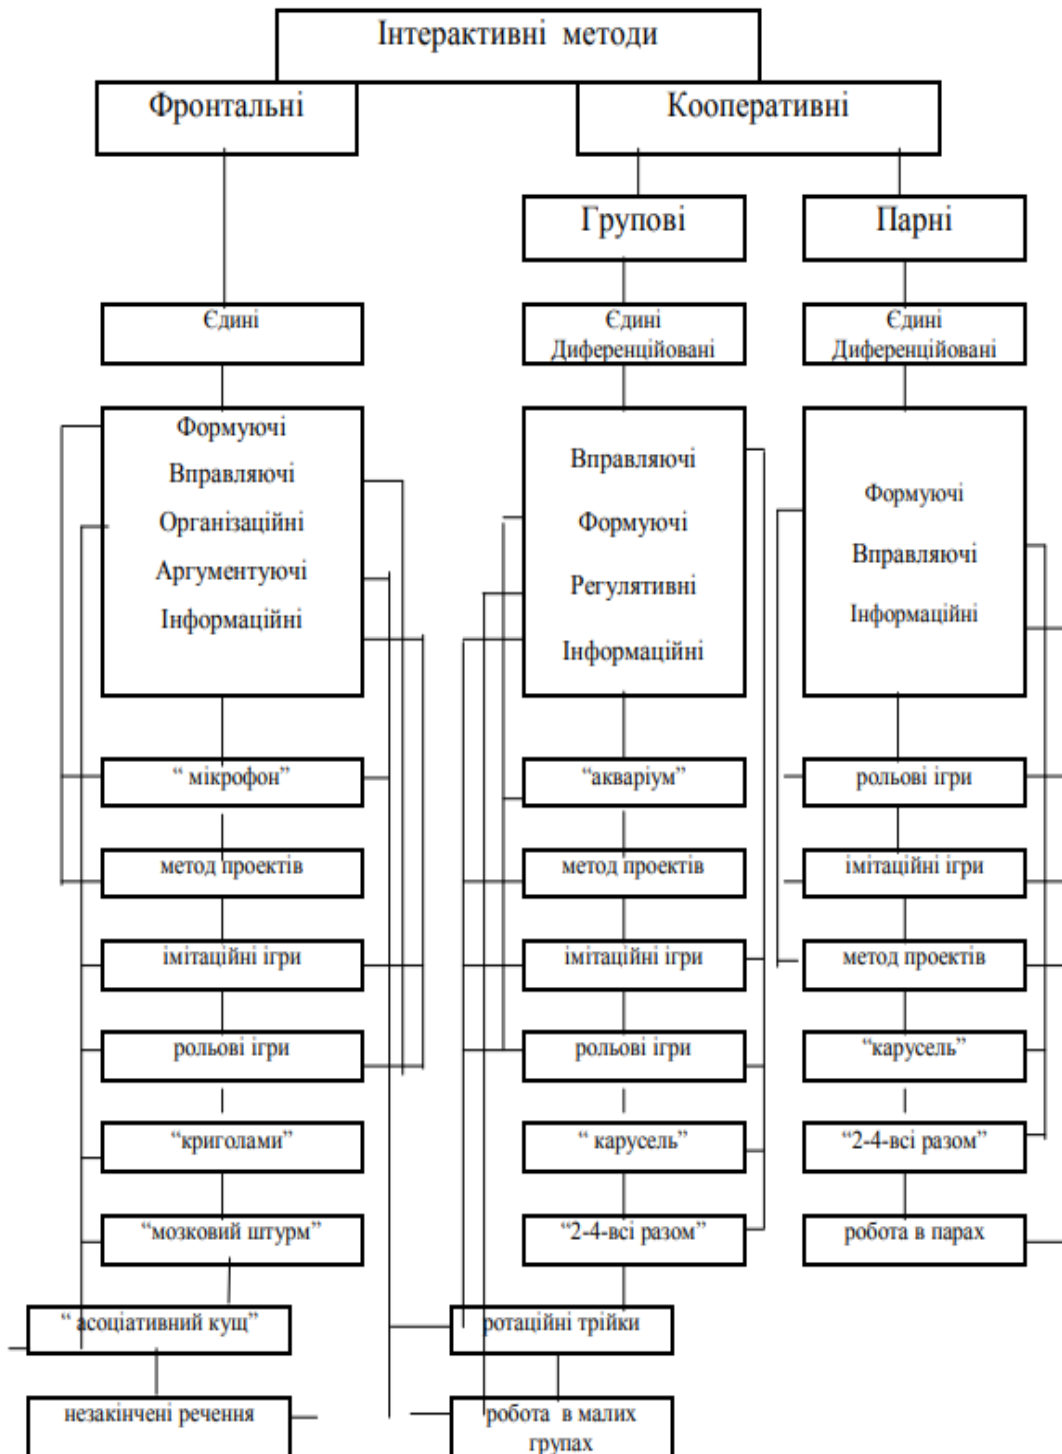 Інтерактивні методи
Фронтальні
Кооперативні
Групові
Парні
Єдині
Єдині
Диференційовані
Єдині
Диференційовані
Формуючі
Вправляючі
Організаційні
Аргументуючі
Інформаційні
Вправляючі
Формуючі
Регулятивні
Інформаційні
Формуючі
Вправляючі
Інформаційні
“ мікрофон”
“акваріум”
рольові ігри
метод проектів
метод проектів
імітаційні ігри
імітаційні ігри
імітаційні ігри
метод проектів
рольові ігри
рольові ігри
“карусель”
“криголами”
“ карусель”
“2-4-всі разом”
“мозковий штурм”
“2-4-всі разом”
робота в парах
“ асоціативний кущ”
ротаційні трійки
незакінчені речення
робота в малих
групах